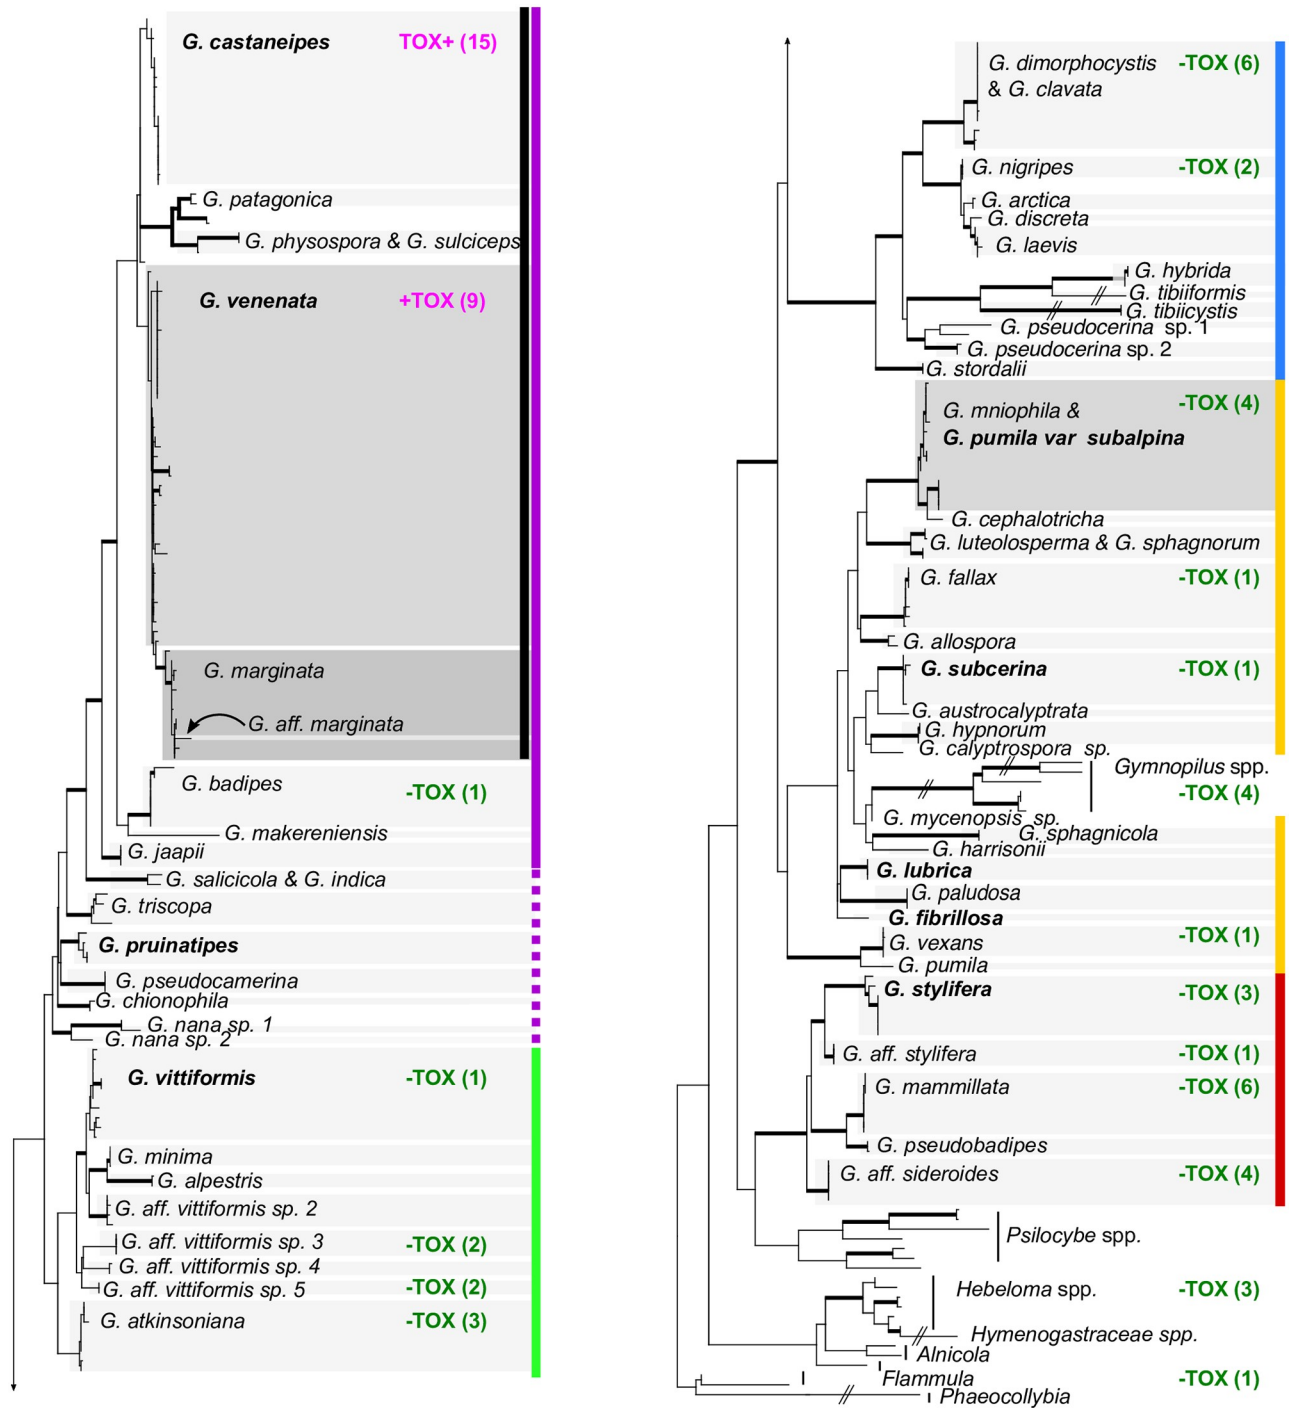 G. castaneipes TOX+ (15)
G. patagonica
G. physospora & G. sulciceps
G. venenata +TOX (9)
G. marginata
G. aff. marginata
G. badipes -TOX (1)
G. makereniensis
G. jaapii
G. salicicola & G. indica
G. triscopa
G. pruinatipes
G. pseudocamerina
G. chionophila
G. nana sp. 1
G. nana sp. 2
G. vittiformis -TOX (1)
G. minima
G. alpestris
G. aff. vittiformis sp. 2
G. aff. vittiformis sp. 3 -TOX (2)
G. aff. vittiformis sp. 4
G. aff. vittiformis sp. 5 -TOX (2)
G. atkinsoniana -TOX (3)
G. dimorphocystis -TOX (6)
& G. clavata
G. nigripes -TOX (2)
G. arctica
G. discreta
G. laevis
G. hybrida
G. tibiiformis
G. tibiicystis
G. pseudocerina sp. 1
G. pseudocerina sp. 2
G. stordalii
G. mniophila & -TOX (4)
G. pumila var subalpina
G. cephalotricha
G. luteolosperma & G. sphagnorum
G. fallax -TOX (1)
G. allospora
G. subcerina -TOX (1)
G. austrocalyptrata
G. hypnorum
G. calyptrospora sp.
Gymnopilus spp.
-TOX (4)
G. mycenopsis sp.
G. sphagnicola
G. harrisonii
G. lubrica
G. paludosa
G. fibrillosa
G. vexans -TOX (1)
G. pumila
G. stylifera -TOX (3)
G. aff. stylifera -TOX (1)
G. mammillata -TOX (6)
G. pseudobadipes
G. aff. sideroides -TOX (4)
Psilocybe spp.
Hebeloma spp. -TOX (3)
Hymenogastraceae spp.
Alnicola
Flammula -TOX (1)
Phaeocollybia